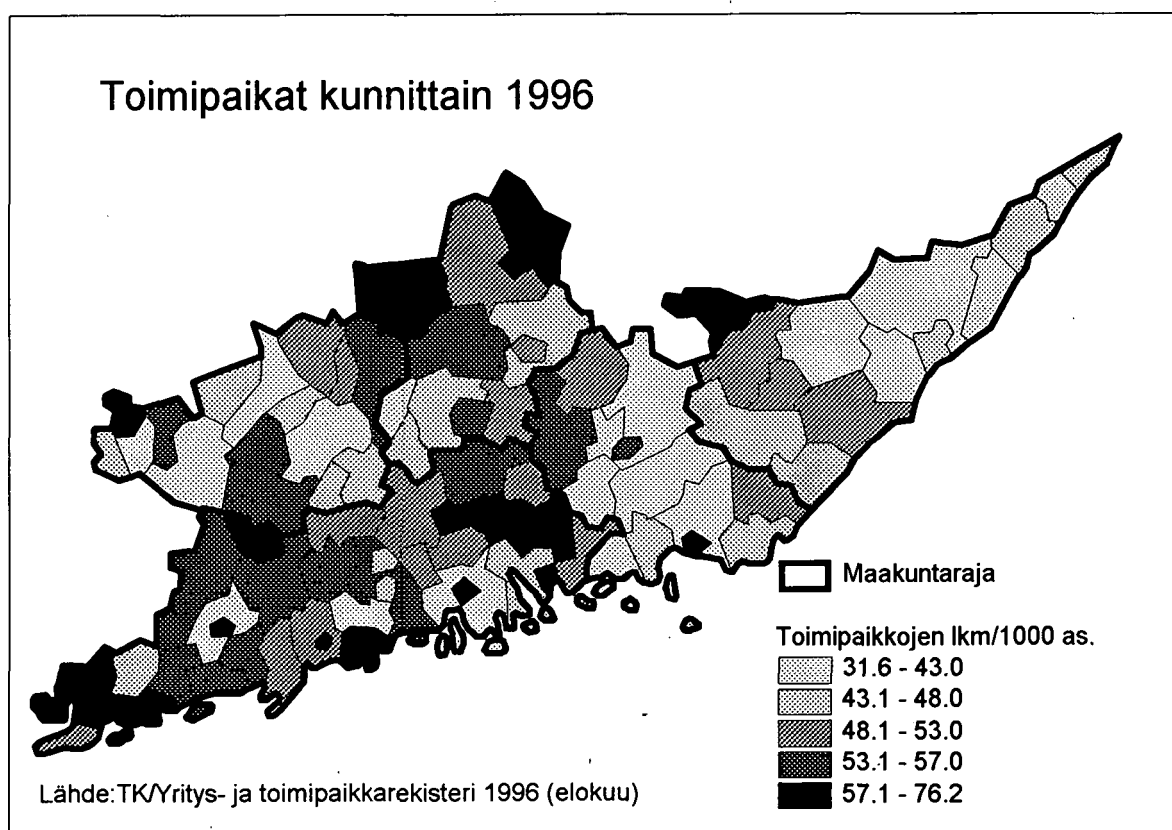 Toimipaikat kunnittain 1996
Maakuntaraja
Toimipaikkojen lkm/1000 as.
31.6 - 43.0
43.1 - 48.0
48.1 - 53.0
53.1 - 57.0
57.1 - 76.2
Lähde:TK/Yritys- ja toimipaikkarekisteri 1996 (elokuu)